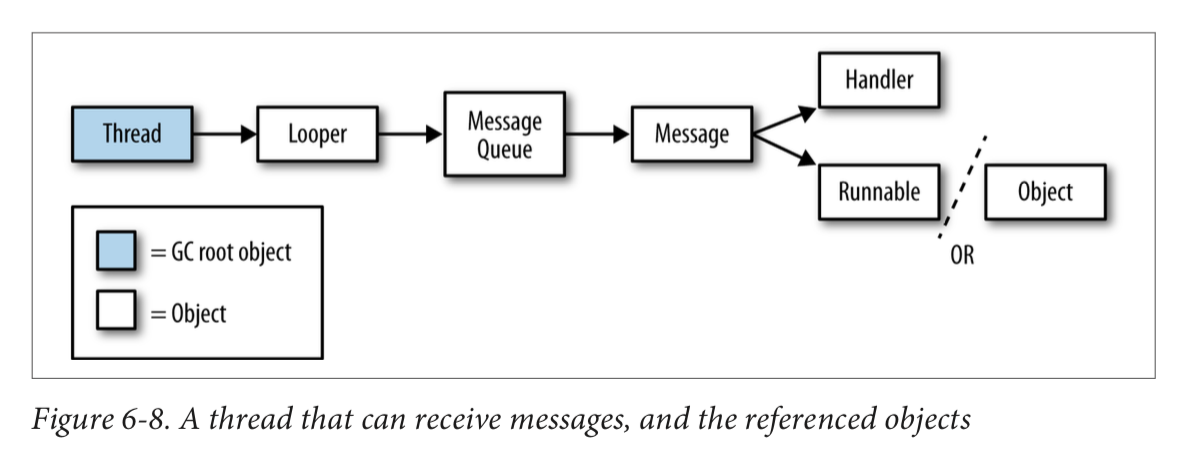 Handler
Thread
Looper
Message
Queue
Message
Runnable
Object
OR
= GC root object
= Object
Figure 6-8. A thread that can receive messages, and the referenced objects